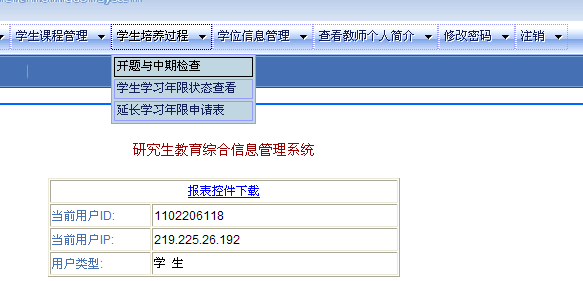 学生课程管理 学生培养过程 学位信息管理 查看教师个人简介 修改密码 注销
开题与中期检查
学生学习年限状态查看
延长学习年限申请表
研究生教育综合信息管理系统
报表控件下载
当前用户ID: 1102206118
当前用户IP: 219.225.26.192
用户类型: 学 生